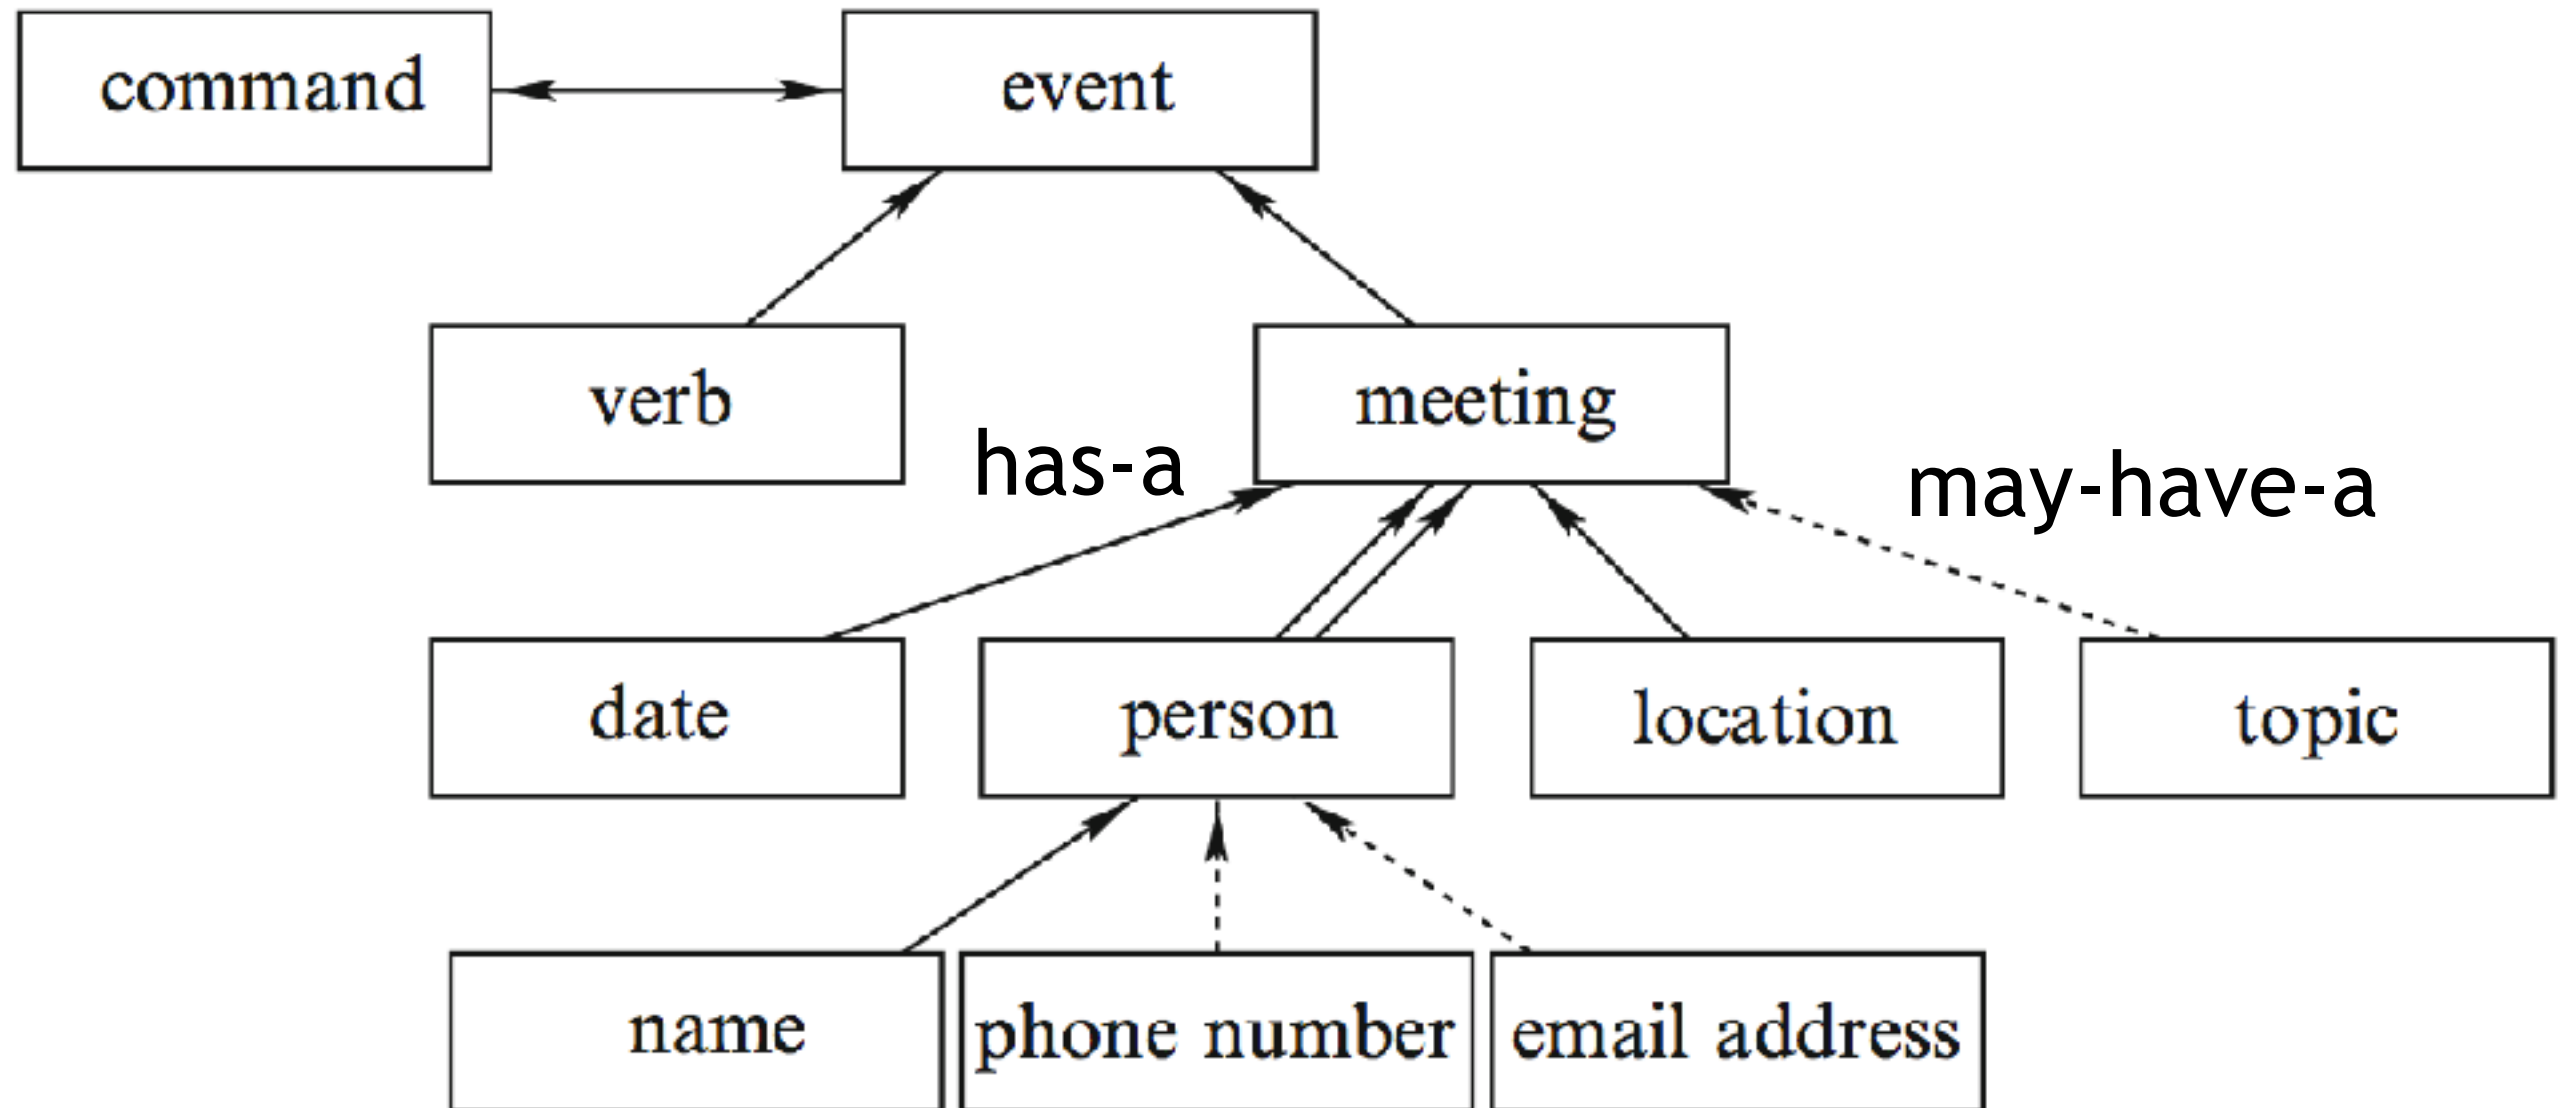 command
event
verb
meeting
has-a
may-have-a
date
person
location
topic
name
phone number
email address